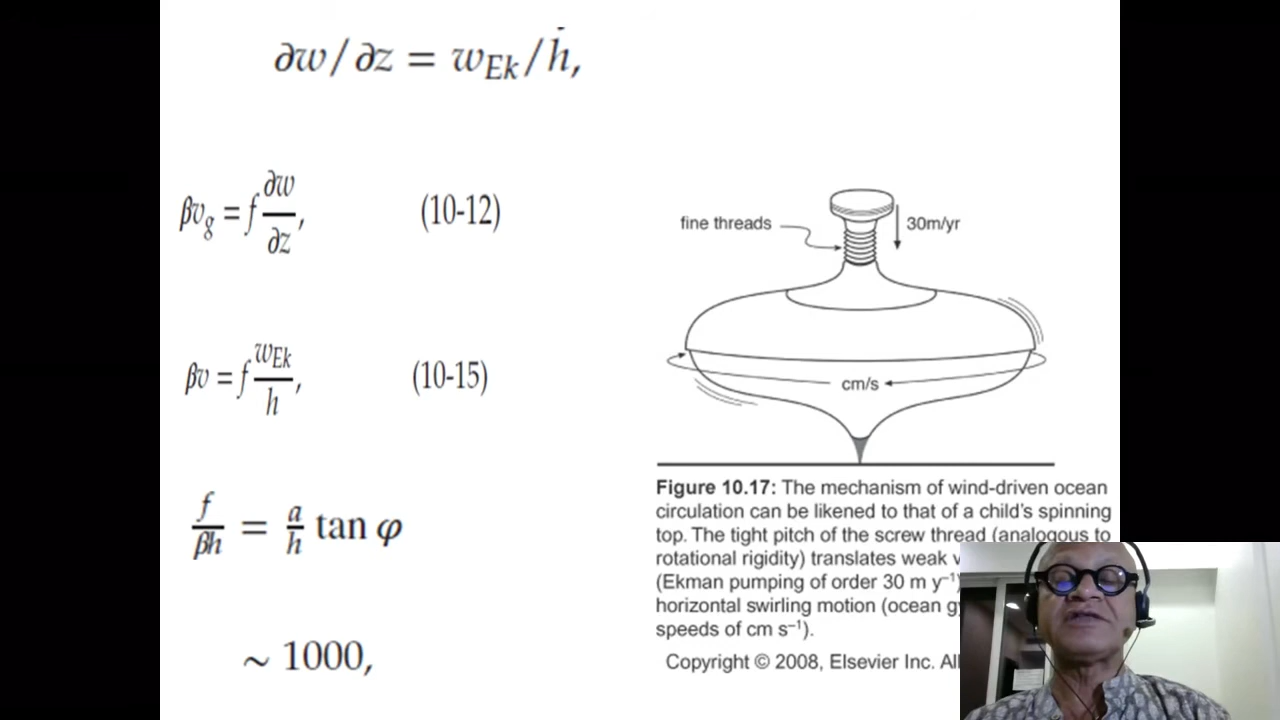 ∂w/∂z = w_Ek/h,
βv_g = f ∂w/∂z, (10-12)
βv = f w_Ek/h, (10-15)
f/βh = a/h tan φ
~ 1000,
fine threads
30m/yr
cm/s
Figure 10.17: The mechanism of wind-driven ocean
circulation can be likened to that of a child's spinning
top. The tight pitch of the screw thread (analogous to
rotational rigidity) translates weak
(Ekman pumping of order 30 m y⁻¹)
horizontal swirling motion (ocean
speeds of cm s⁻¹).
Copyright © 2008, Elsevier Inc.